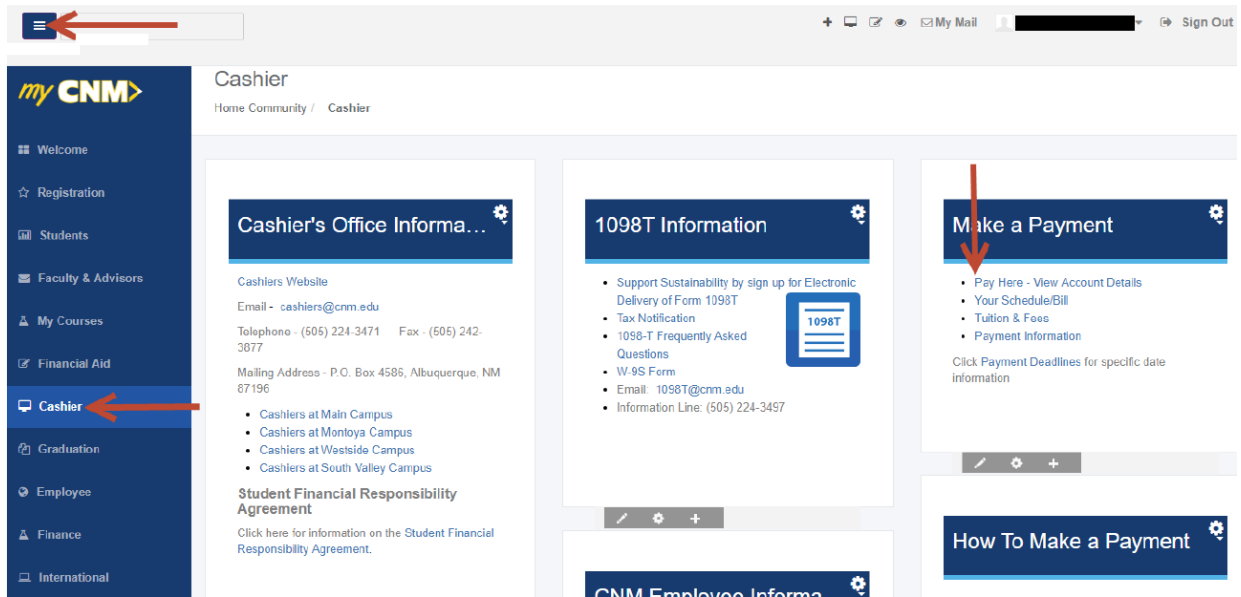 My Mail
Sign Out
my CNM
Cashier
Home Community / Cashier
Welcome
Registration
Students
Faculty & Advisors
My Courses
Financial Aid
Cashier
Graduation
Employee
Finance
International
Cashier's Office Informa...
Cashiers Website
Email - cashiers@cnm.edu
Telephone - (505) 224-3471 Fax - (505) 242-
3877
Mailing Address - P.O. Box 4586, Albuquerque, NM
87196
Cashiers at Main Campus
Cashiers at Montoya Campus
Cashiers at Westside Campus
Cashiers at South Valley Campus
Student Financial Responsibility
Agreement
Click here for information on the Student Financial
Responsibility Agreement.
1098T Information
Support Sustainability by sign up for Electronic
Delivery of Form 1098T
Tax Notification
1098-T Frequently Asked
Questions
W-9S Form
Email: 1098T@cnm.edu
Information Line: (505) 224-3497
1098T
CNM Employee Informa...
Make a Payment
Pay Here - View Account Details
Your Schedule/Bill
Tuition & Fees
Payment Information
Click Payment Deadlines for specific date
information
How To Make a Payment